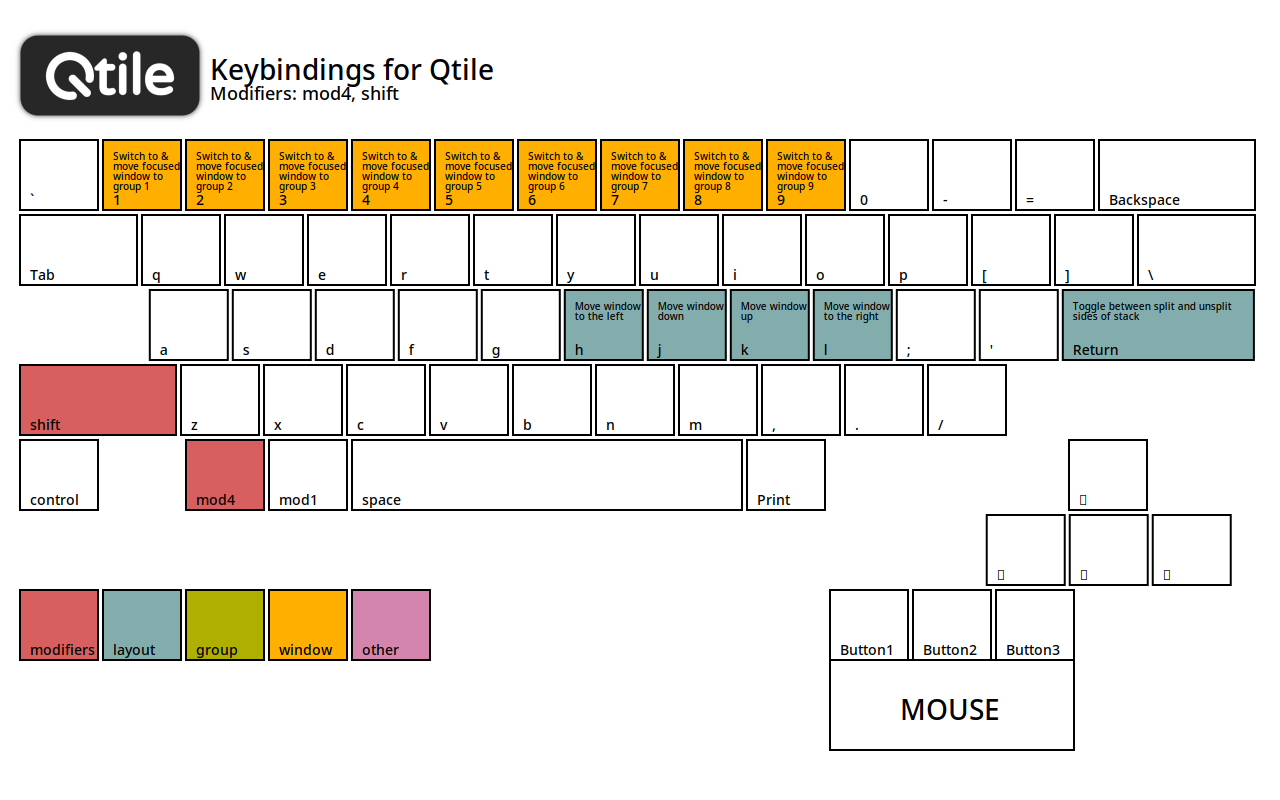 Qtile
Keybindings for Qtile
Modifiers: mod4, shift
Switch to & move focused window to group 1
Switch to & move focused window to group 2
Switch to & move focused window to group 3
Switch to & move focused window to group 4
Switch to & move focused window to group 5
Switch to & move focused window to group 6
Switch to & move focused window to group 7
Switch to & move focused window to group 8
Switch to & move focused window to group 9
` 1 2 3 4 5 6 7 8 9 0 - = Backspace
Tab q w e r t y u i o p [ ] \
Move window to the left
Move window down
Move window up
Move window to the right
Toggle between split and unsplit sides of stack
a s d f g h j k l ; ' Return
shift z x c v b n m , . /
control mod4 mod1 space Print
modifiers layout group window other
Button1 Button2 Button3
MOUSE